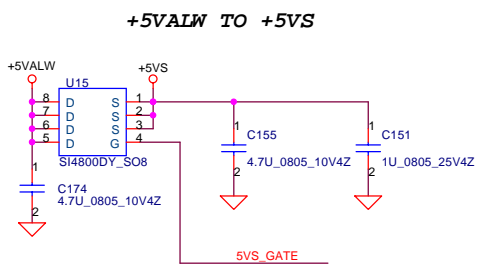 +5VALW TO +5VS
+5VALW
+5VS
U15
8 D S 1
7 D S 2
6 D S 3
5 D G 4
SI4800DY_SO8
1
C174
4.7U_0805_10V4Z
2
1
C155
4.7U_0805_10V4Z
2
1
C151
1U_0805_25V4Z
2
5VS_GATE